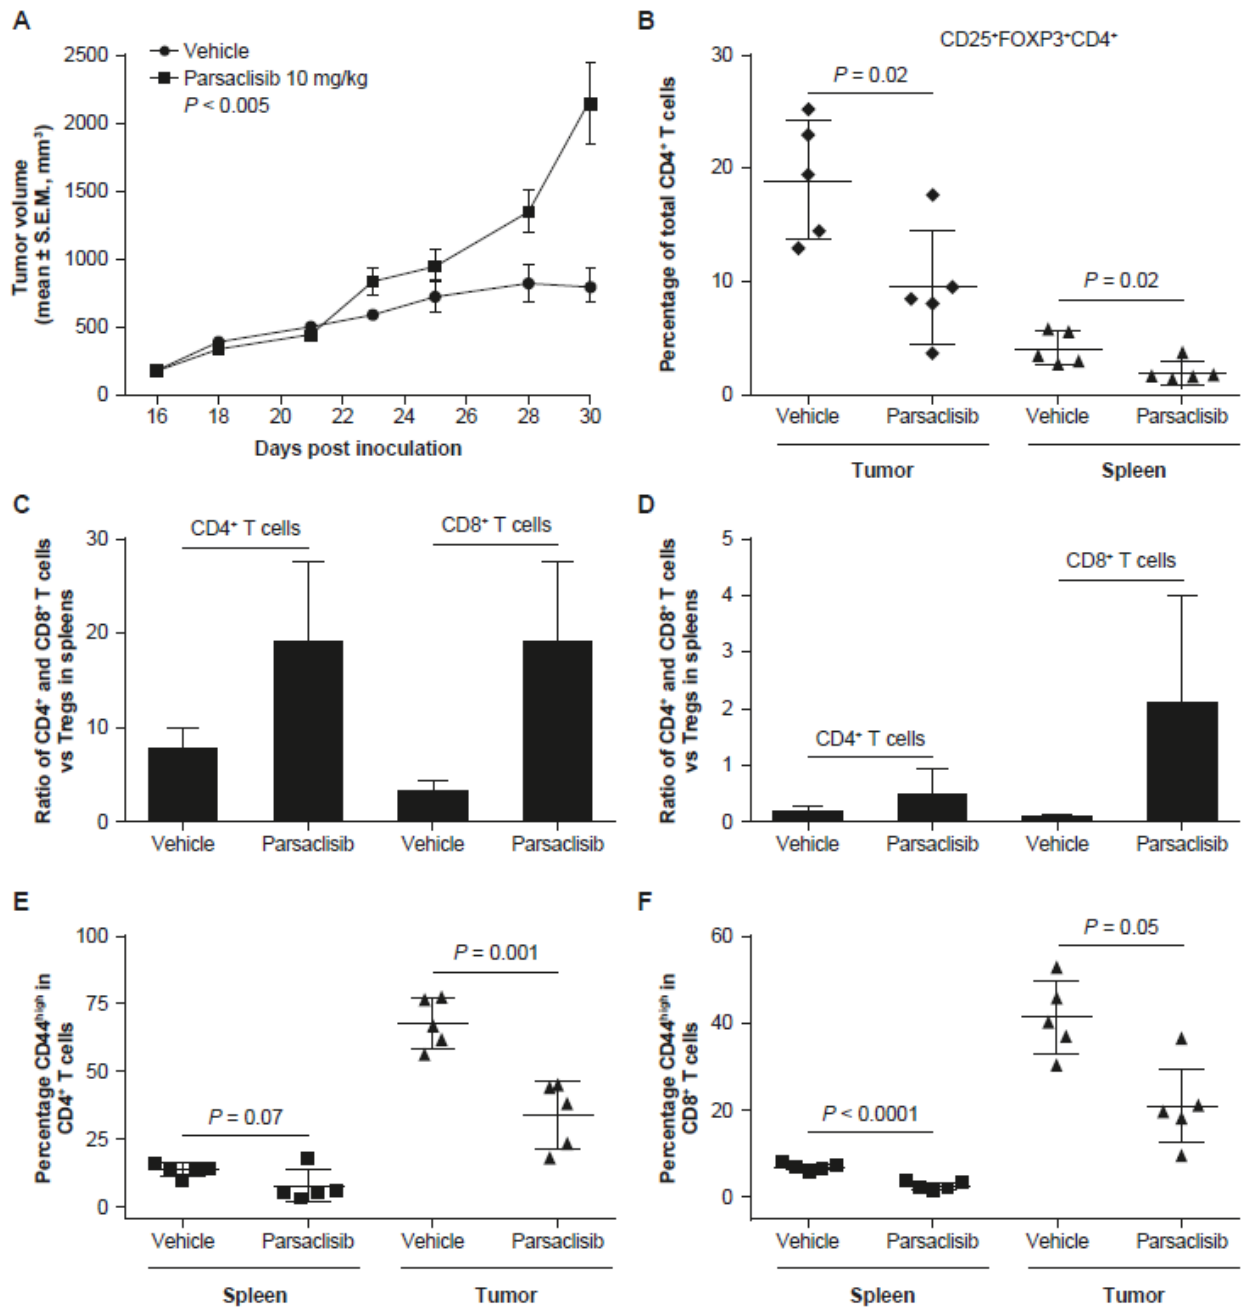 A
Vehicle
Parsaclisib 10 mg/kg
P < 0.005
2500
2000
1500
1000
500
0
Tumor volume
(mean ± S.E.M., mm³)
16 18 20 22 24 26 28 30
Days post inoculation
B
CD25⁺FOXP3⁺CD4⁺
30
20
10
0
Percentage of total CD4⁺ T cells
P = 0.02
P = 0.02
Vehicle Parsaclisib Vehicle Parsaclisib
Tumor Spleen
C
30
20
10
0
Ratio of CD4⁺ and CD8⁺ T cells
vs Tregs in spleens
CD4⁺ T cells
CD8⁺ T cells
Vehicle Parsaclisib Vehicle Parsaclisib
D
5
4
3
2
1
0
Ratio of CD4⁺ and CD8⁺ T cells
vs Tregs in spleens
CD4⁺ T cells
CD8⁺ T cells
Vehicle Parsaclisib Vehicle Parsaclisib
E
100
75
50
25
0
Percentage CD44ʰⁱᵍʰ in
CD4⁺ T cells
P = 0.07
P = 0.001
Vehicle Parsaclisib Vehicle Parsaclisib
Spleen Tumor
F
60
40
20
0
Percentage CD44ʰⁱᵍʰ in
CD8⁺ T cells
P < 0.0001
P = 0.05
Vehicle Parsaclisib Vehicle Parsaclisib
Spleen Tumor